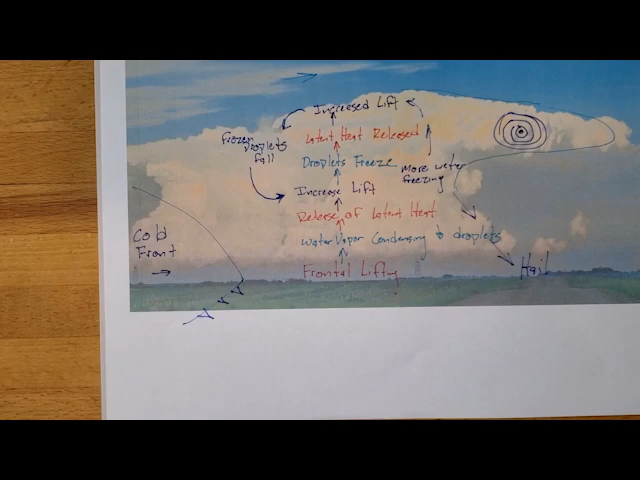 Increased Lift
Latent Heat Released
Frozen
Droplets
fall
Droplets Freeze
More water
freezing
Increase Lift
Release of Latent Heat
Cold
Front
Water Vapor Condensing to droplets
Hail
Frontal Lifting